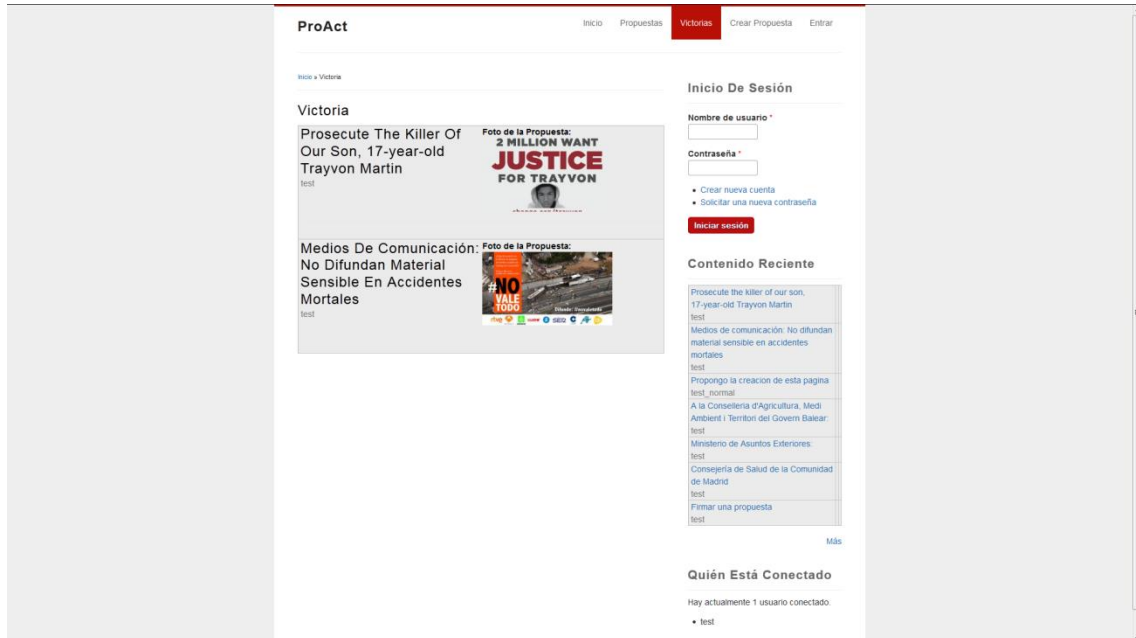 ProAct
Inicio Propuestas Victorias Crear Propuesta Entrar
Inicio » Victoria
Victoria
Prosecute The Killer Of
Our Son, 17-year-old
Trayvon Martin
test
Foto de la Propuesta:
2 MILLION WANT
JUSTICE
FOR TRAYVON
Medios De Comunicación:
No Difundan Material
Sensible En Accidentes
Mortales
test
Foto de la Propuesta:
#NO
VALE
TODO
Inicio De Sesión
Nombre de usuario *
Contraseña *
Crear nueva cuenta
Solicitar una nueva contraseña
Iniciar sesión
Contenido Reciente
Prosecute the killer of our son,
17-year-old Trayvon Martin
test
Medios de comunicación: No difundan
material sensible en accidentes
mortales
test
Propongo la creacion de esta pagina
test_normal
A la Conselleria d'Agricultura, Medi
Ambient i Territori del Govern Balear:
test
Ministerio de Asuntos Exteriores:
test
Consejería de Salud de la Comunidad
de Madrid
test
Firmar una propuesta
test
Más
Quién Está Conectado
Hay actualmente 1 usuario conectado.
test